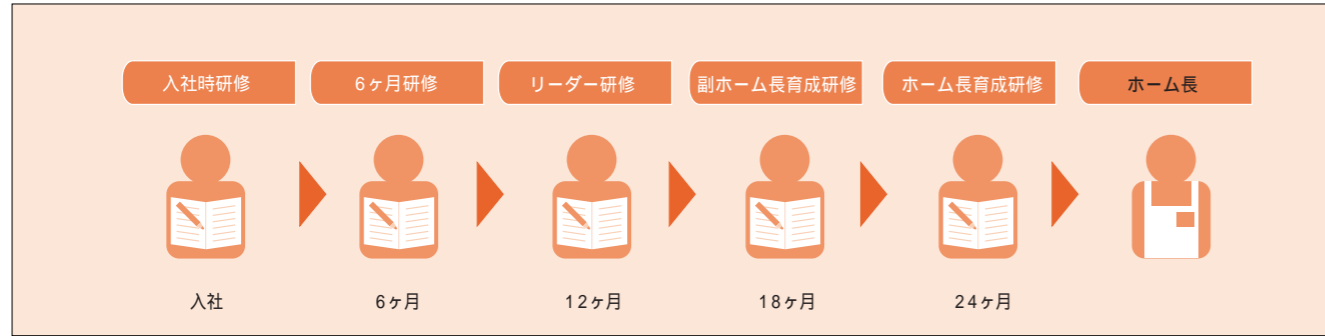 入社時研修
6ヶ月研修
リーダー研修
副ホーム長育成研修
ホーム長育成研修
ホーム長
入社
6ヶ月
12ヶ月
18ヶ月
24ヶ月